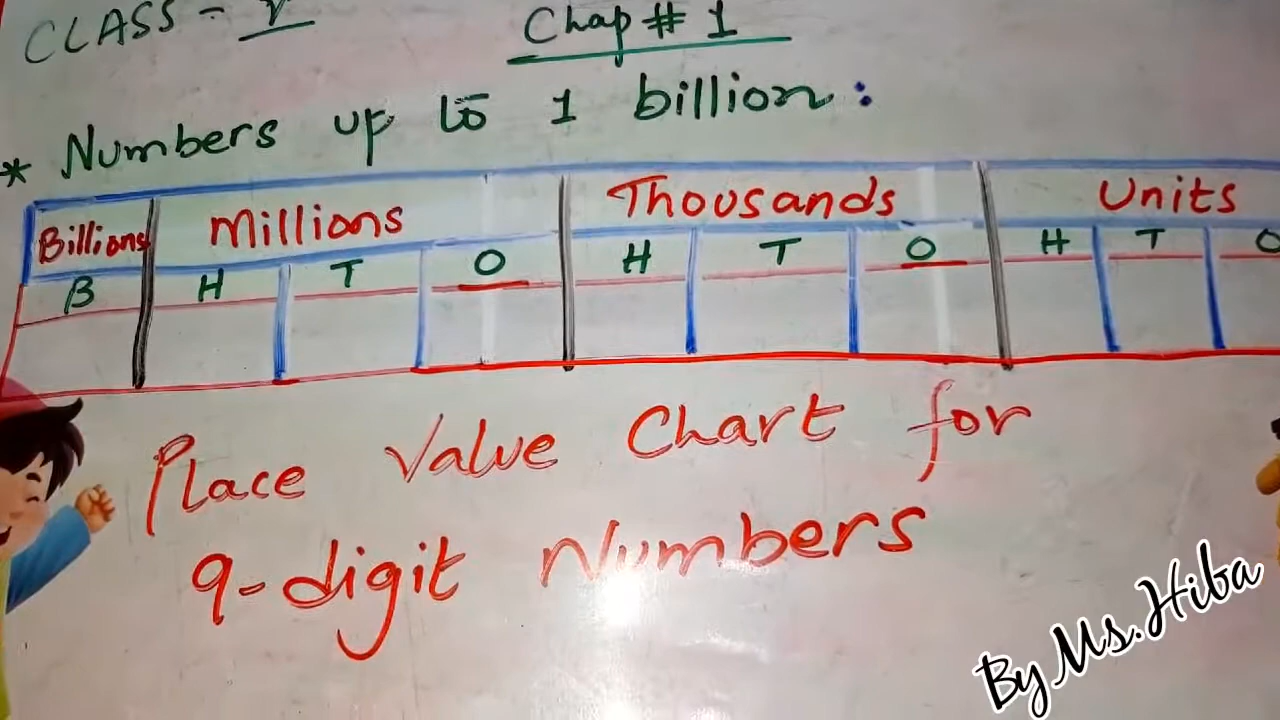 CLASS - V
Chap # 1
* Numbers up to 1 billion:
Billions Millions Thousands Units
B H T O H T O H T O
Place Value Chart for
9-digit Numbers
By Ms. Hiba